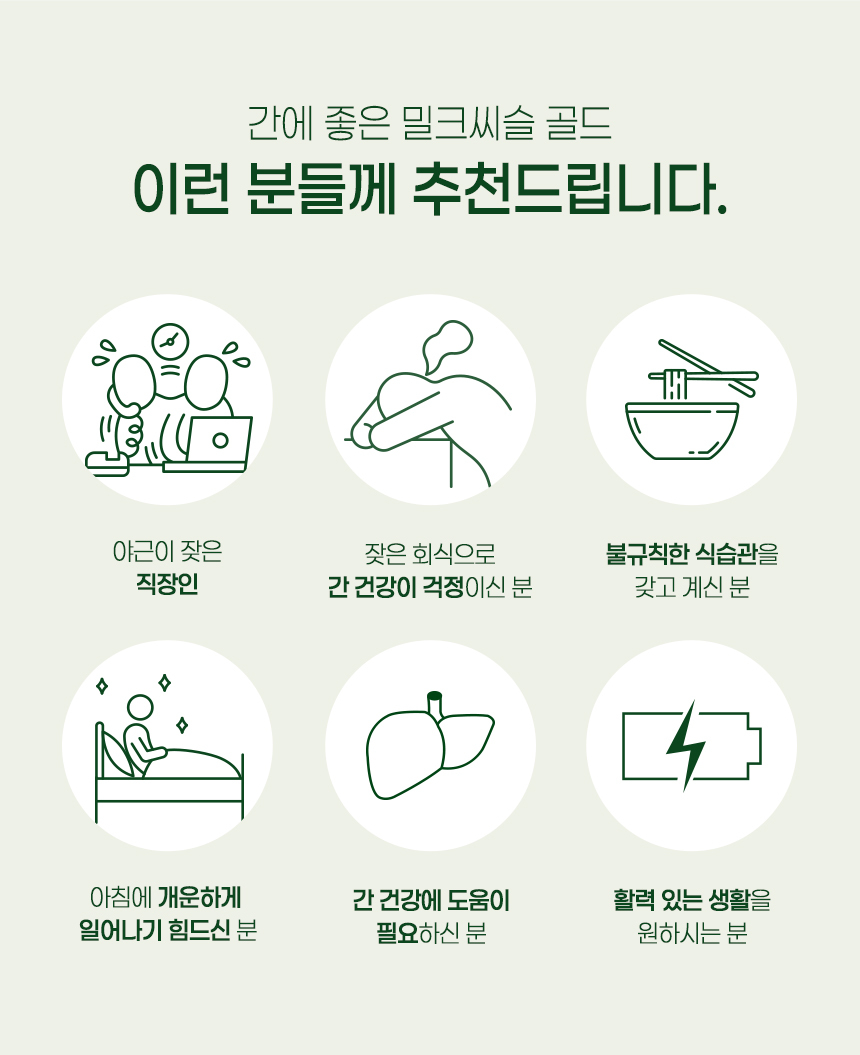 간에 좋은 밀크씨슬 골드
이런 분들께 추천드립니다.
야근이 잦은
직장인
잦은 회식으로
간 건강이 걱정이신 분
불규칙한 식습관을
갖고 계신 분
아침에 개운하게
일어나기 힘드신 분
간 건강에 도움이
필요하신 분
활력 있는 생활을
원하시는 분